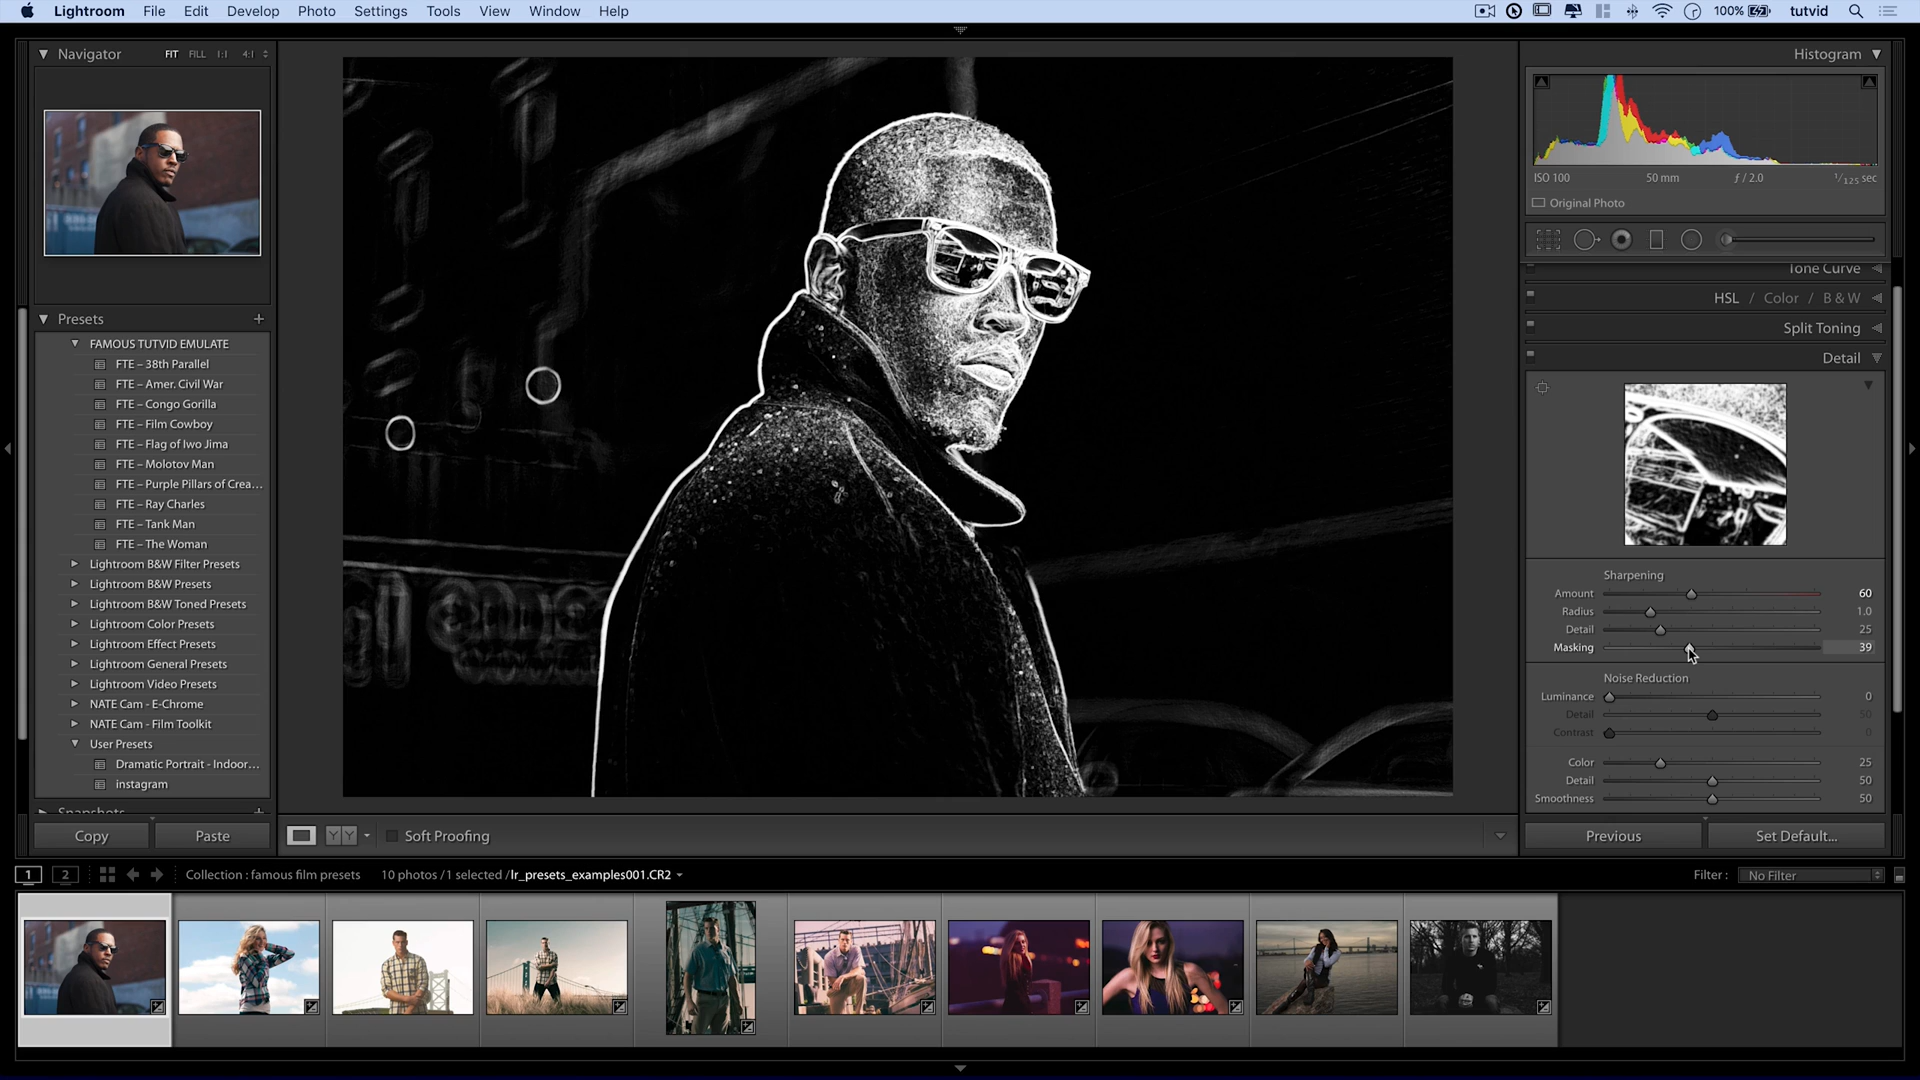 Lightroom File Edit Develop Photo Settings Tools View Window Help 100% tutvid
Navigator FIT FILL 1:1 4:1
Presets
FAMOUS TUTVID EMULATE
FTE – 38th Parallel
FTE – Amer. Civil War
FTE – Congo Gorilla
FTE – Film Cowboy
FTE – Flag of Iwo Jima
FTE – Molotov Man
FTE – Purple Pillars of Crea…
FTE – Ray Charles
FTE – Tank Man
FTE – The Woman
Lightroom B&W Filter Presets
Lightroom B&W Presets
Lightroom B&W Toned Presets
Lightroom Color Presets
Lightroom Effect Presets
Lightroom General Presets
Lightroom Video Presets
NATE Cam - E-Chrome
NATE Cam - Film Toolkit
User Presets
Dramatic Portrait - Indoor…
instagram
Snapshots
Copy Paste
Y Y Soft Proofing
Histogram
ISO 100 50 mm ƒ / 2.0 1/125 sec
Original Photo
Tone Curve
HSL / Color / B & W
Split Toning
Detail
Sharpening
Amount 60
Radius 1.0
Detail 25
Masking 39
Noise Reduction
Luminance 0
Detail 50
Contrast 0
Color 25
Detail 50
Smoothness 50
Previous Set Default...
1 2 Collection : famous film presets 10 photos /1 selected /lr_presets_examples001.CR2 Filter : No Filter